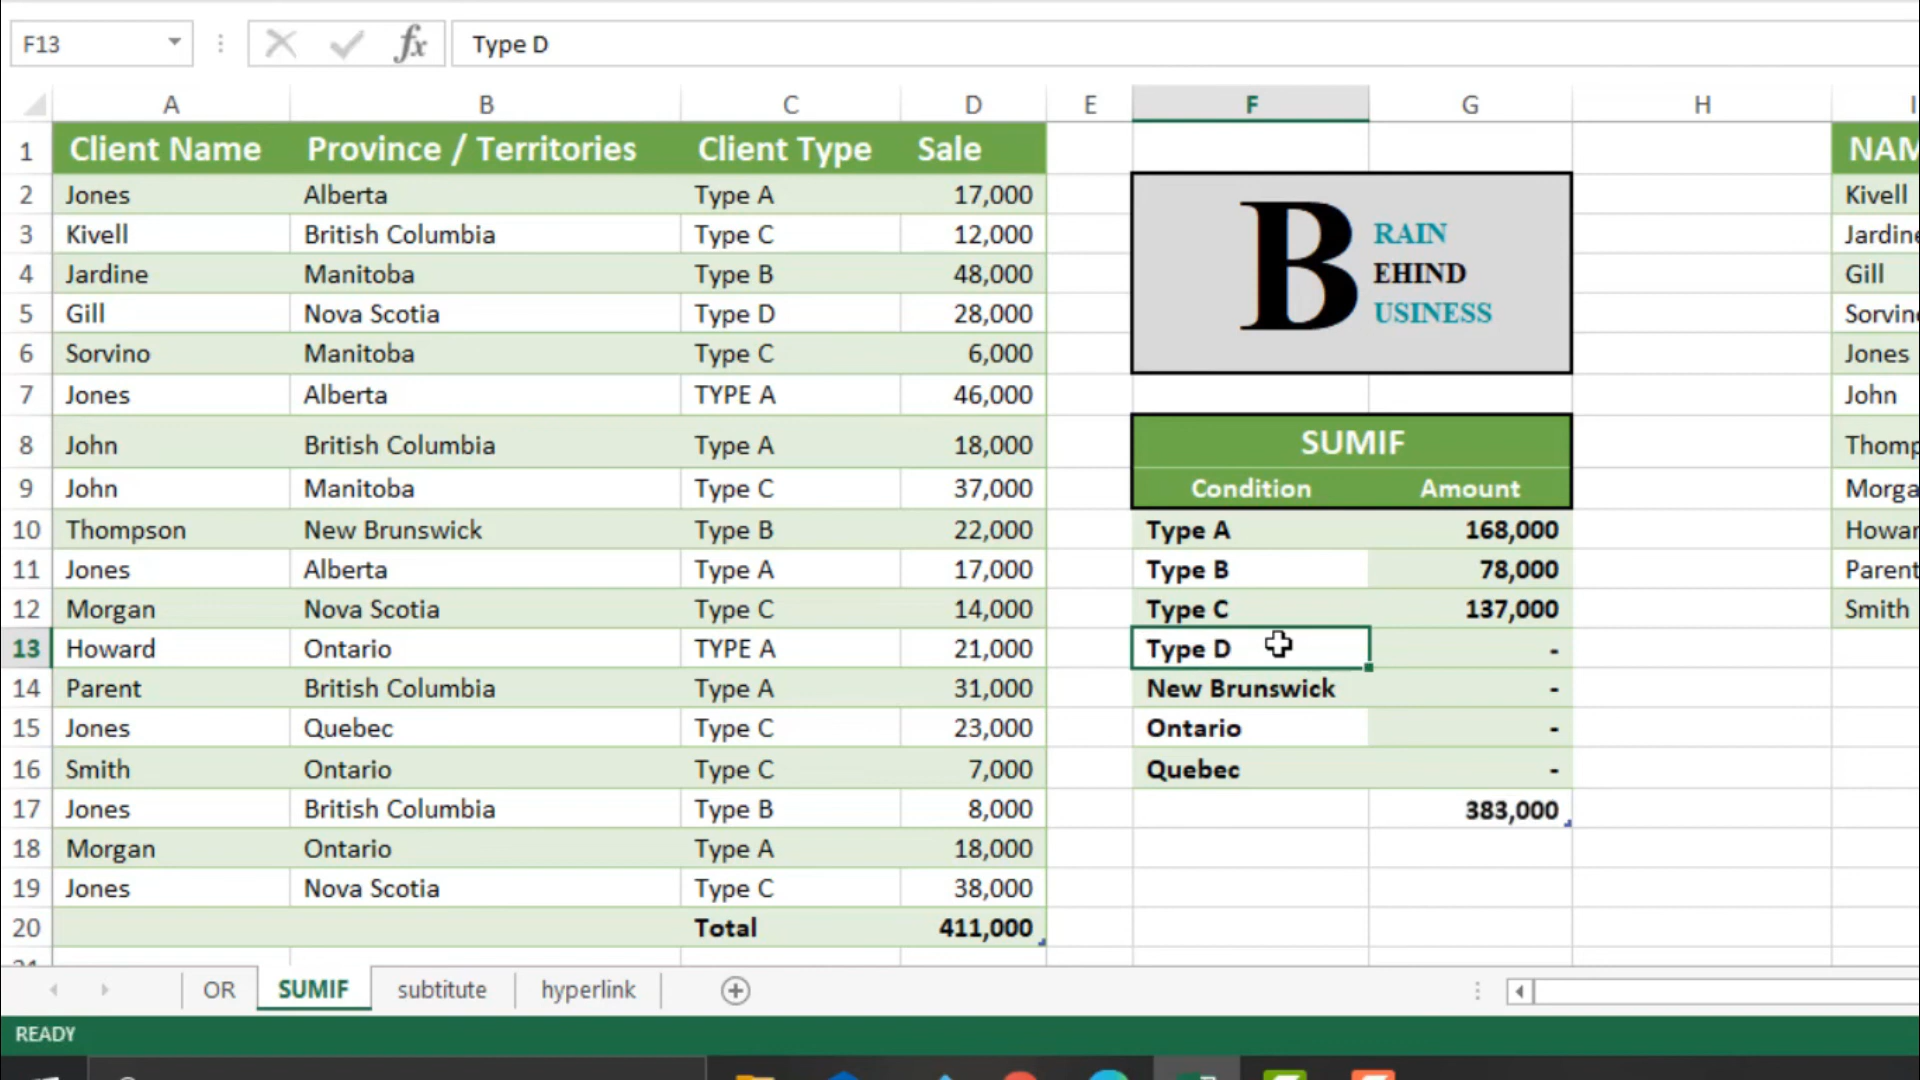 F13 fx Type D
A B C D E F G H I
1 Client Name Province / Territories Client Type Sale NAM
2 Jones Alberta Type A 17,000 Kivell
3 Kivell British Columbia Type C 12,000 Jardine
4 Jardine Manitoba Type B 48,000 Gill
5 Gill Nova Scotia Type D 28,000 Sorvino
6 Sorvino Manitoba Type C 6,000 Jones
7 Jones Alberta TYPE A 46,000 John
B RAIN
EHIND
USINESS
8 John British Columbia Type A 18,000 SUMIF Thomp
9 John Manitoba Type C 37,000 Condition Amount Morga
10 Thompson New Brunswick Type B 22,000 Type A 168,000 Howar
11 Jones Alberta Type A 17,000 Type B 78,000 Parent
12 Morgan Nova Scotia Type C 14,000 Type C 137,000 Smith
13 Howard Ontario TYPE A 21,000 Type D -
14 Parent British Columbia Type A 31,000 New Brunswick -
15 Jones Quebec Type C 23,000 Ontario -
16 Smith Ontario Type C 7,000 Quebec -
17 Jones British Columbia Type B 8,000 383,000
18 Morgan Ontario Type A 18,000
19 Jones Nova Scotia Type C 38,000
20 Total 411,000
OR SUMIF subtitute hyperlink
READY